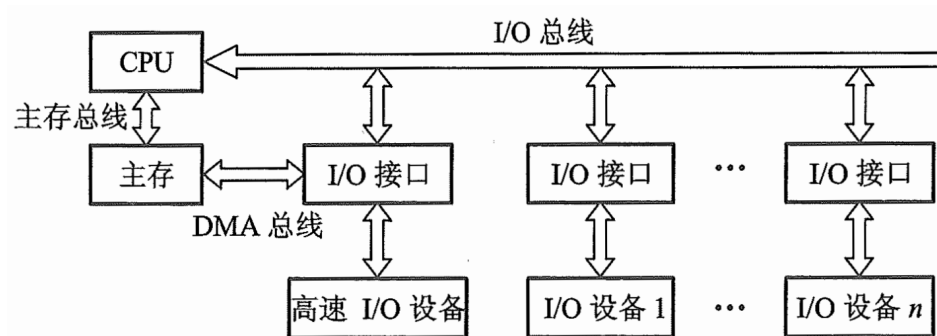 I/O 总线
CPU
主存总线
主存
I/O 接口
I/O 接口
···
I/O 接口
DMA 总线
高速 I/O 设备
I/O 设备 1
···
I/O 设备 n